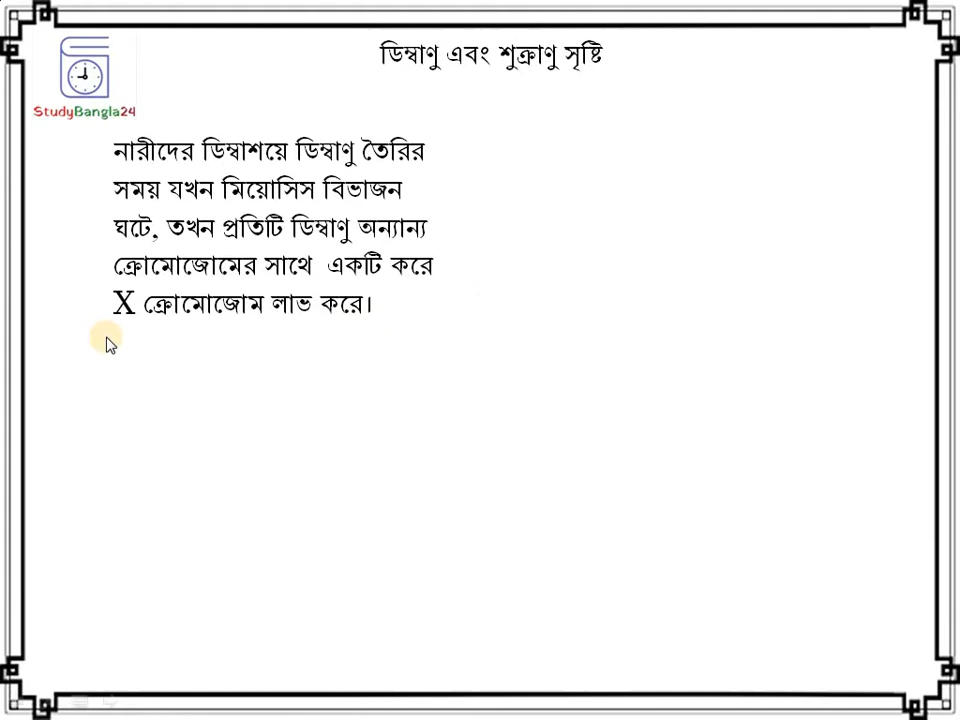 ডিম্বাণু এবং শুক্রাণু সৃষ্টি
StudyBangla24
নারীদের ডিম্বাশয়ে ডিম্বাণু তৈরির
সময় যখন মিয়োসিস বিভাজন
ঘটে, তখন প্রতিটি ডিম্বাণু অন্যান্য
ক্রোমোজোমের সাথে একটি করে
X ক্রোমোজোম লাভ করে।